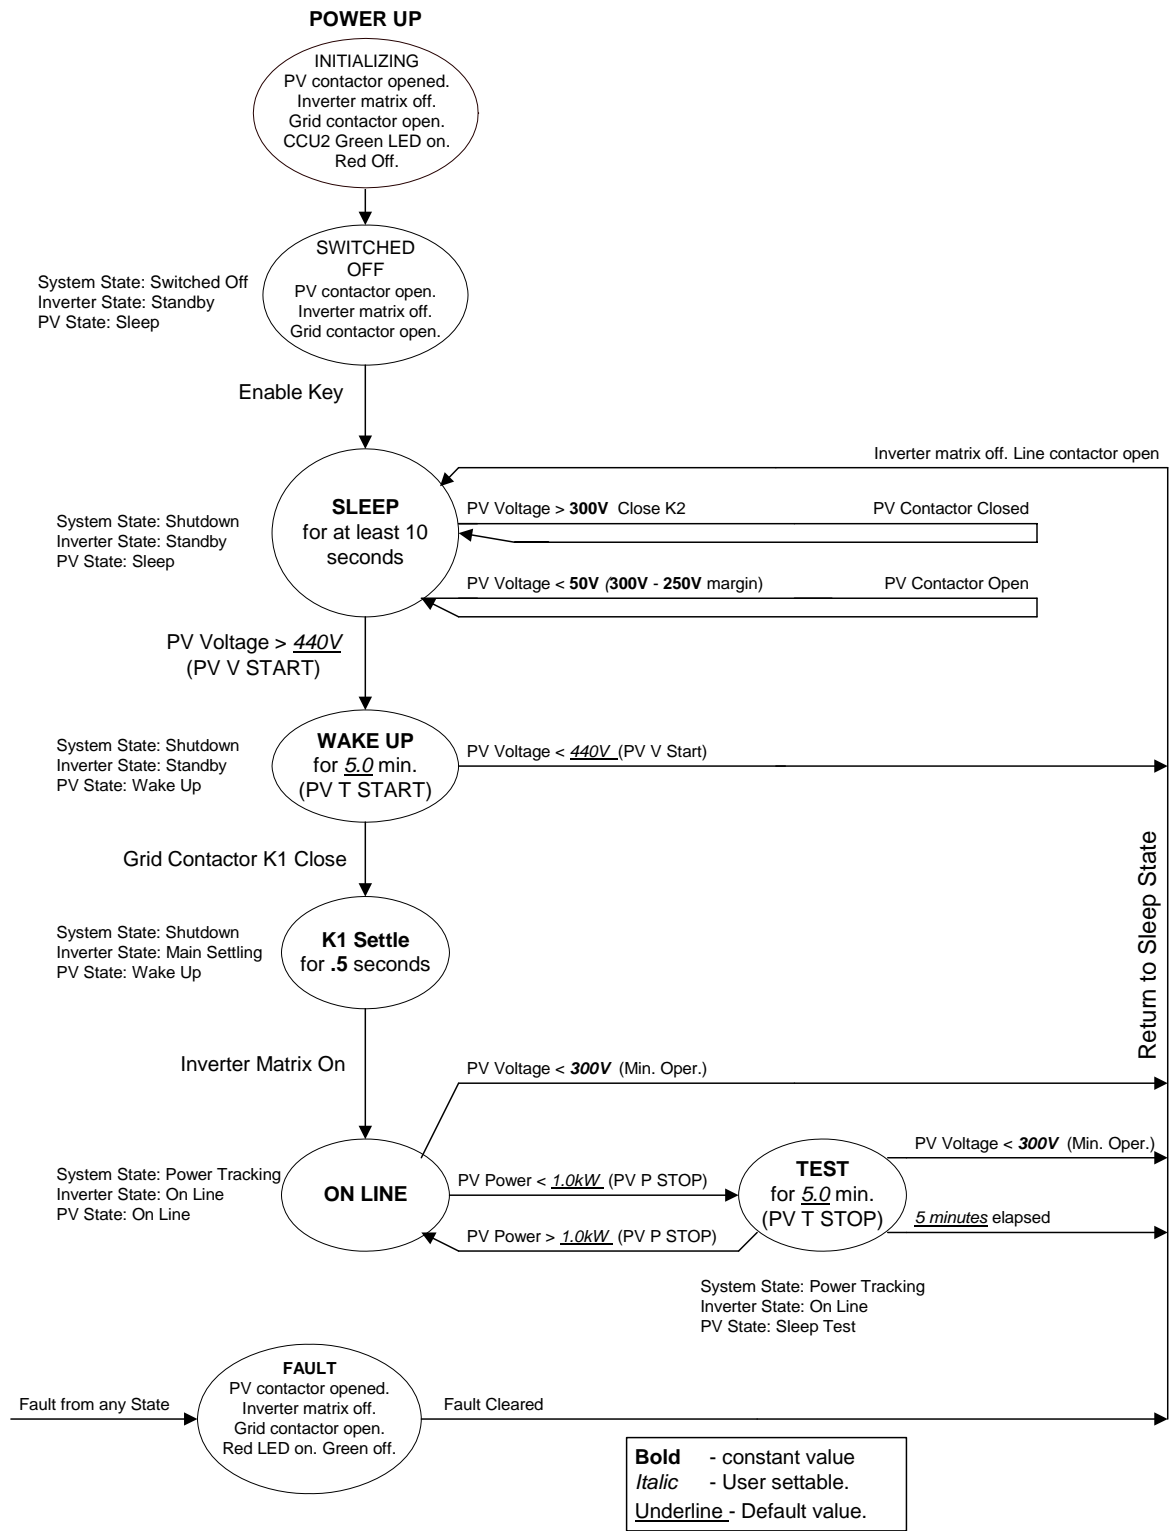 POWER UP
INITIALIZING
PV contactor opened.
Inverter matrix off.
Grid contactor open.
CCU2 Green LED on.
Red Off.
SWITCHED
OFF
PV contactor open.
Inverter matrix off.
Grid contactor open.
System State: Switched Off
Inverter State: Standby
PV State: Sleep
Enable Key
Inverter matrix off. Line contactor open
SLEEP
for at least 10
seconds
System State: Shutdown
Inverter State: Standby
PV State: Sleep
PV Voltage > 300V Close K2
PV Contactor Closed
PV Voltage < 50V (300V - 250V margin)
PV Contactor Open
PV Voltage > 440V
(PV V START)
WAKE UP
for 5.0 min.
(PV T START)
System State: Shutdown
Inverter State: Standby
PV State: Wake Up
PV Voltage < 440V (PV V Start)
Grid Contactor K1 Close
K1 Settle
for .5 seconds
System State: Shutdown
Inverter State: Main Settling
PV State: Wake Up
Return to Sleep State
Inverter Matrix On
PV Voltage < 300V (Min. Oper.)
ON LINE
System State: Power Tracking
Inverter State: On Line
PV State: On Line
PV Power < 1.0kW (PV P STOP)
PV Power > 1.0kW (PV P STOP)
TEST
for 5.0 min.
(PV T STOP)
PV Voltage < 300V (Min. Oper.)
5 minutes elapsed
System State: Power Tracking
Inverter State: On Line
PV State: Sleep Test
Fault from any State
FAULT
PV contactor opened.
Inverter matrix off.
Grid contactor open.
Red LED on. Green off.
Fault Cleared
Bold - constant value
Italic - User settable.
Underline - Default value.